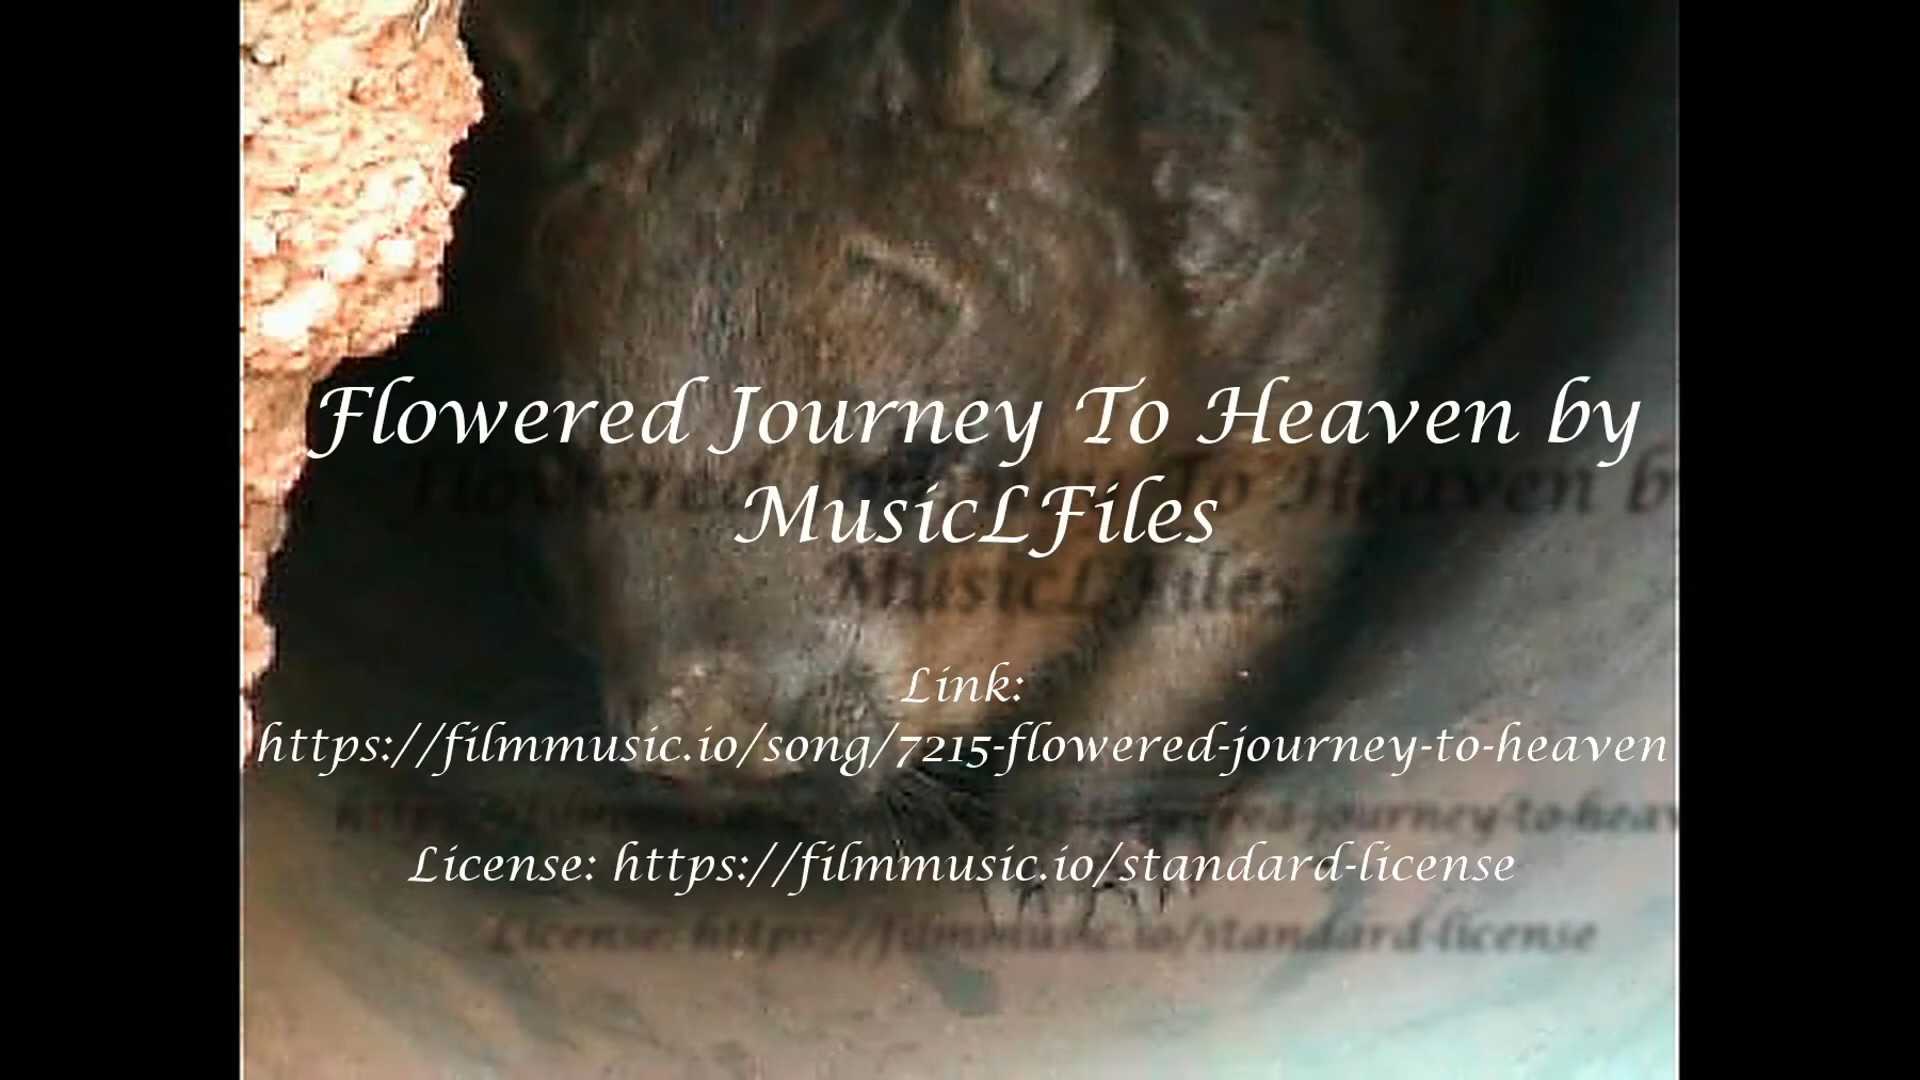 Flowered Journey To Heaven by
MusicLFiles
Link:
https://filmmusic.io/song/7215-flowered-journey-to-heaven
License: https://filmmusic.io/standard-license